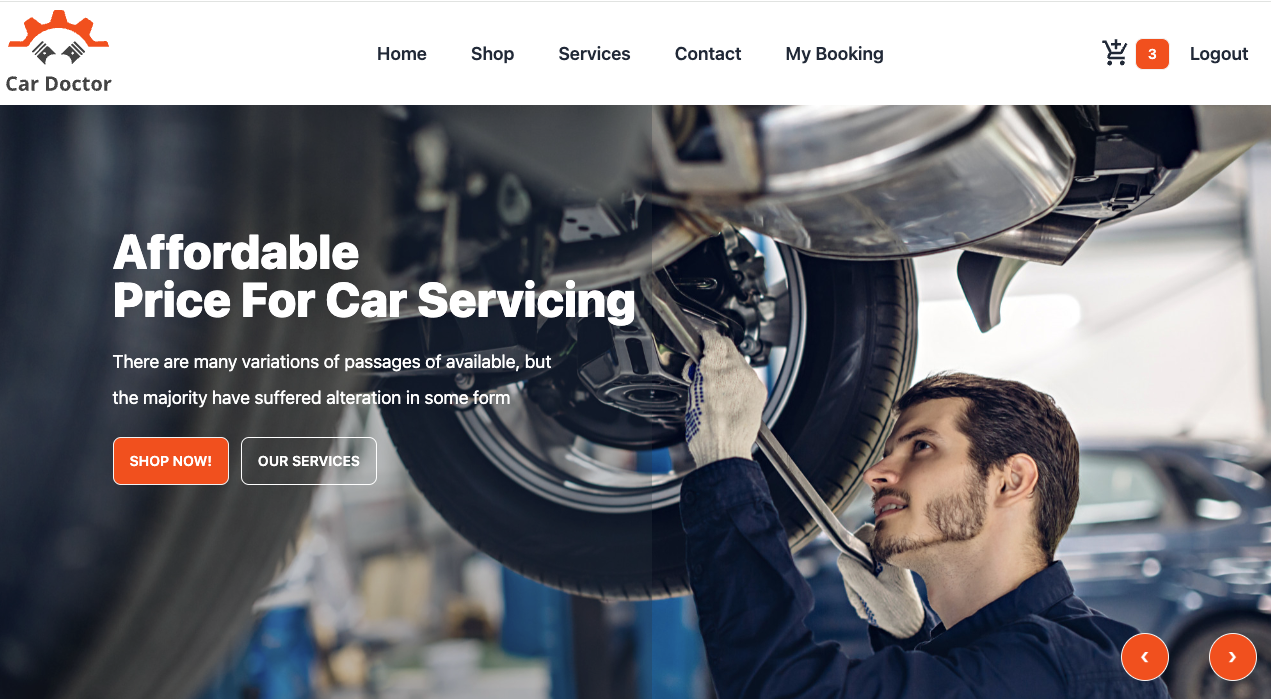 Car Doctor
Home Shop Services Contact My Booking 3 Logout
Affordable
Price For Car Servicing
There are many variations of passages of available, but
the majority have suffered alteration in some form
SHOP NOW! OUR SERVICES
‹ ›